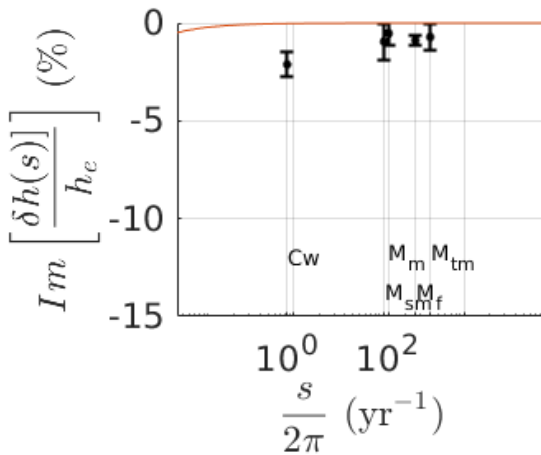 Im [δh(s)]/h_e] (%)
0
-5
-10
-15
Cw
M_m
M_tm
M_sm
M_f
10^0
10^2
s/2π (yr^−1)